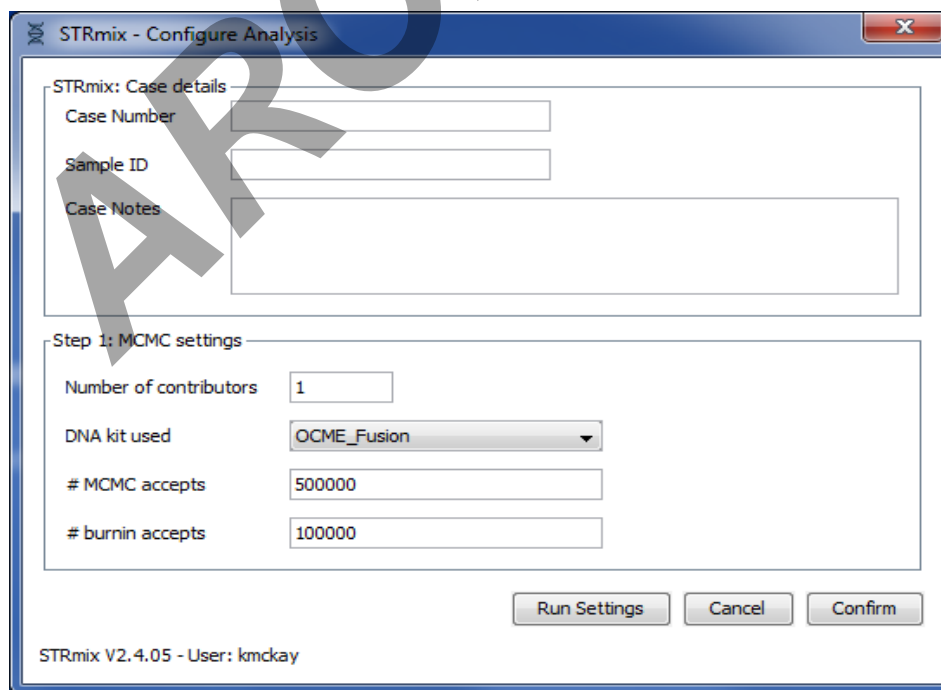 STRmix - Configure Analysis
STRmix: Case details
Case Number
Sample ID
Case Notes
Step 1: MCMC settings
Number of contributors 1
DNA kit used OCME_Fusion
# MCMC accepts 500000
# burnin accepts 100000
Run Settings Cancel Confirm
STRmix V2.4.05 - User: kmckay